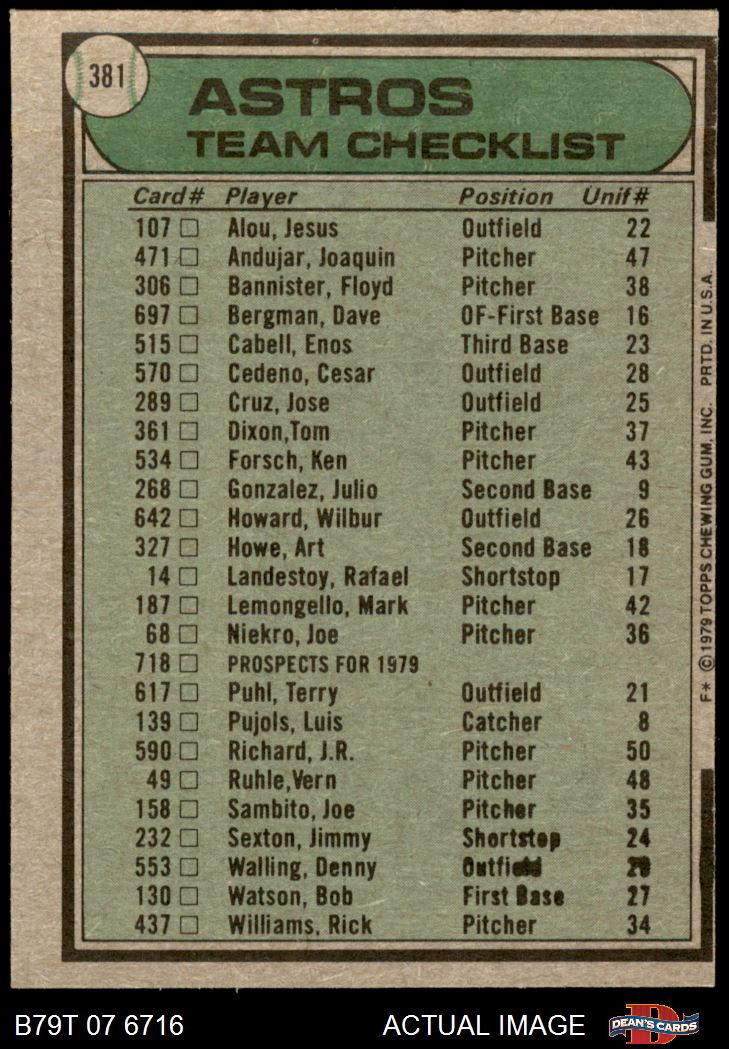 381
ASTROS
TEAM CHECKLIST
Card # Player Position Unif #
107 Alou, Jesus Outfield 22
471 Andujar, Joaquin Pitcher 47
306 Bannister, Floyd Pitcher 38
697 Bergman, Dave OF-First Base 16
515 Cabell, Enos Third Base 23
570 Cedeno, Cesar Outfield 28
289 Cruz, Jose Outfield 25
361 Dixon,Tom Pitcher 37
534 Forsch, Ken Pitcher 43
268 Gonzalez, Julio Second Base 9
642 Howard, Wilbur Outfield 26
327 Howe, Art Second Base 18
14 Landestoy, Rafael Shortstop 17
187 Lemongello, Mark Pitcher 42
68 Niekro, Joe Pitcher 36
718 PROSPECTS FOR 1979
617 Puhl, Terry Outfield 21
139 Pujols, Luis Catcher 8
590 Richard, J.R. Pitcher 50
49 Ruhle,Vern Pitcher 48
158 Sambito, Joe Pitcher 35
232 Sexton, Jimmy Shortstop 24
553 Walling, Denny Outfield
130 Watson, Bob First Base 27
437 Williams, Rick Pitcher 34
F* © 1979 TOPPS CHEWING GUM, INC. PRTD. IN U.S.A.
B79T 07 6716 ACTUAL IMAGE
DEAN'S CARDS